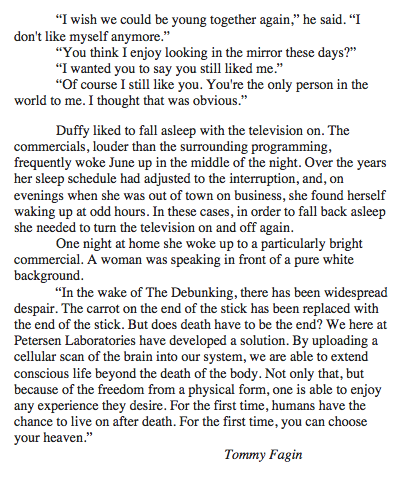 “I wish we could be young together again,” he said. “I
don't like myself anymore.”
“You think I enjoy looking in the mirror these days?”
“I wanted you to say you still liked me.”
“Of course I still like you. You're the only person in the
world to me. I thought that was obvious.”
Duffy liked to fall asleep with the television on. The
commercials, louder than the surrounding programming,
frequently woke June up in the middle of the night. Over the years
her sleep schedule had adjusted to the interruption, and, on
evenings when she was out of town on business, she found herself
waking up at odd hours. In these cases, in order to fall back asleep
she needed to turn the television on and off again.
One night at home she woke up to a particularly bright
commercial. A woman was speaking in front of a pure white
background.
“In the wake of The Debunking, there has been widespread
despair. The carrot on the end of the stick has been replaced with
the end of the stick. But does death have to be the end? We here at
Petersen Laboratories have developed a solution. By uploading a
cellular scan of the brain into our system, we are able to extend
conscious life beyond the death of the body. Not only that, but
because of the freedom from a physical form, one is able to enjoy
any experience they desire. For the first time, humans have the
chance to live on after death. For the first time, you can choose
your heaven.”
Tommy Fagin